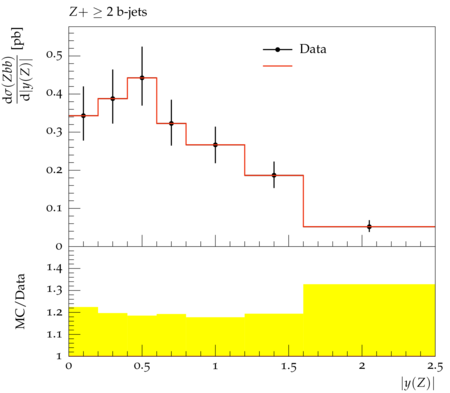 Z+ ≥ 2 b-jets
dσ(Zbb)
d|y(Z)| [pb]
Data
0.5
0.4
0.3
0.2
0.1
0
MC/Data
1.4
1.3
1.2
1.1
1
0 0.5 1 1.5 2 2.5
|y(Z)|